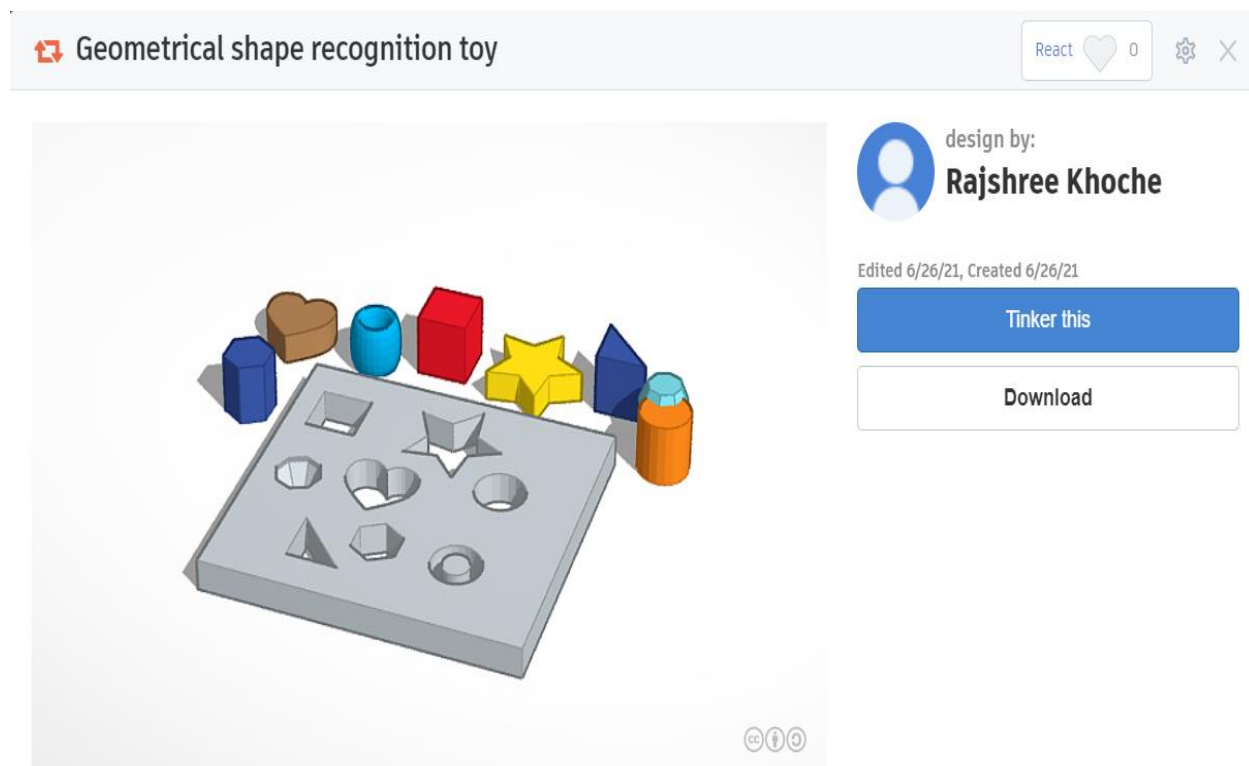 Geometrical shape recognition toy
React 0
design by:
Rajshree Khoche
Edited 6/26/21, Created 6/26/21
Tinker this
Download
cc